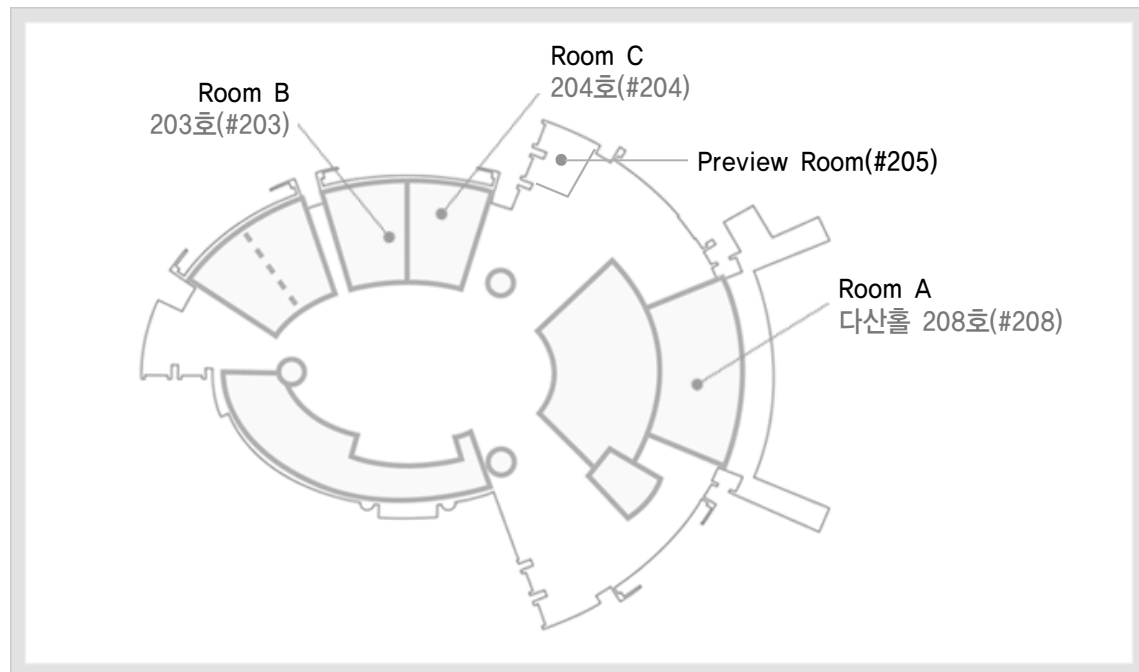 Room C
204호(#204)
Room B
203호(#203)
Preview Room(#205)
Room A
다산홀 208호(#208)